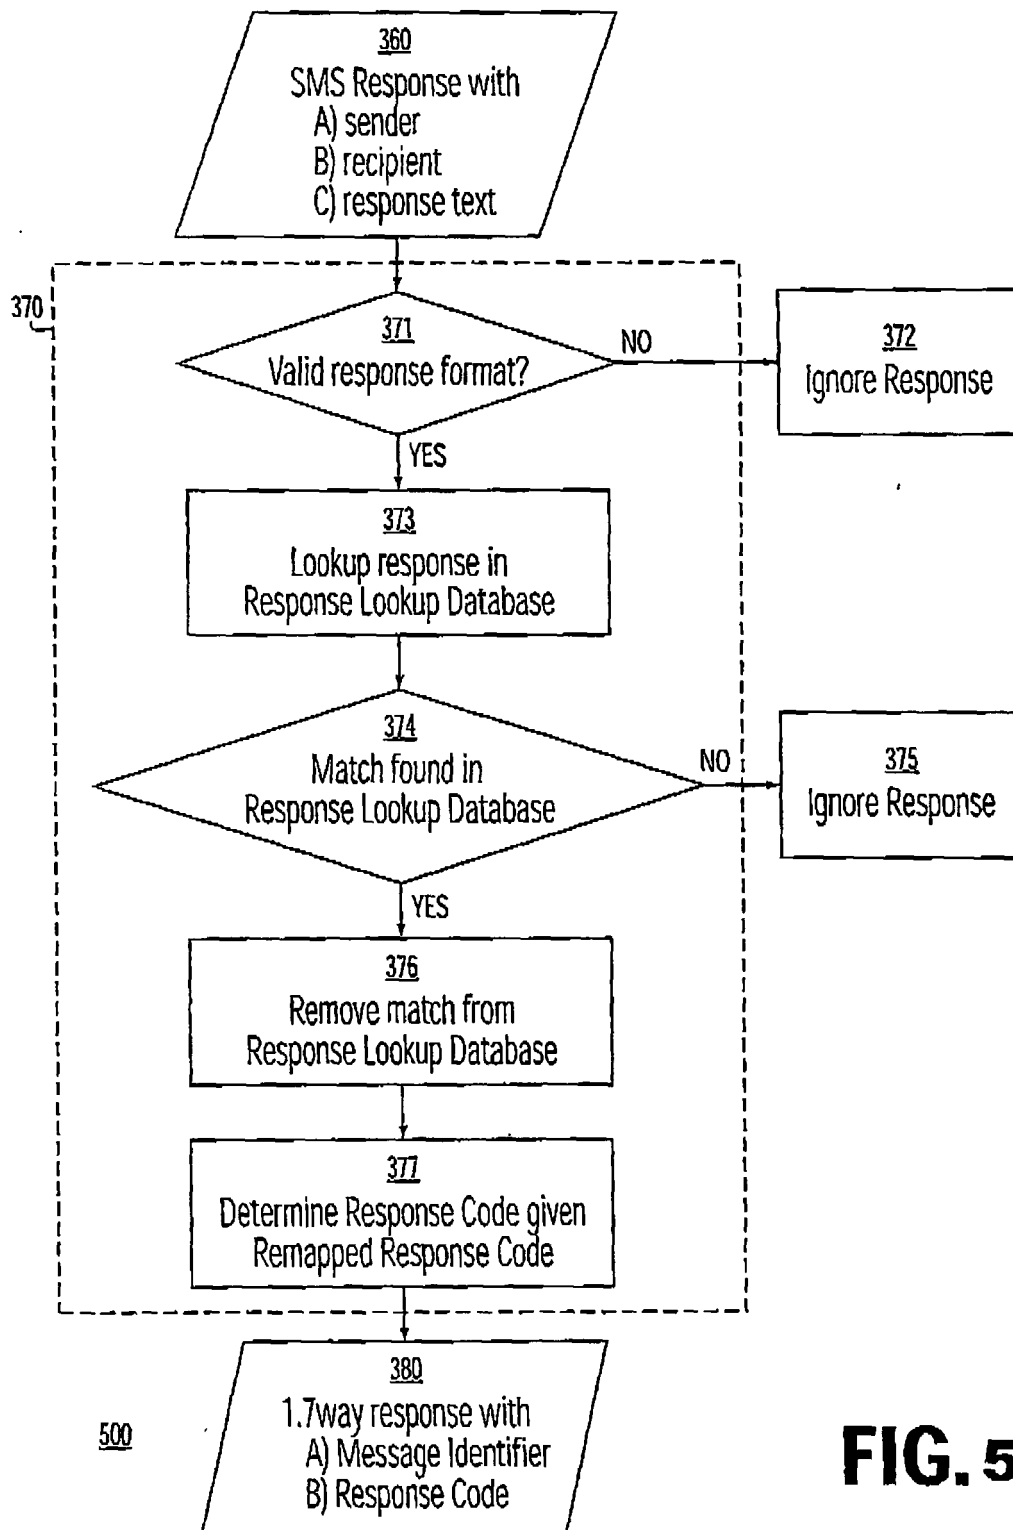 360
SMS Response with
A) sender
B) recipient
C) response text
370
371
Valid response format?
NO
372
Ignore Response
YES
373
Lookup response in
Response Lookup Database
374
Match found in
Response Lookup Database
NO
375
Ignore Response
YES
376
Remove match from
Response Lookup Database
377
Determine Response Code given
Remapped Response Code
380
1.7way response with
A) Message Identifier
B) Response Code
500
FIG. 5